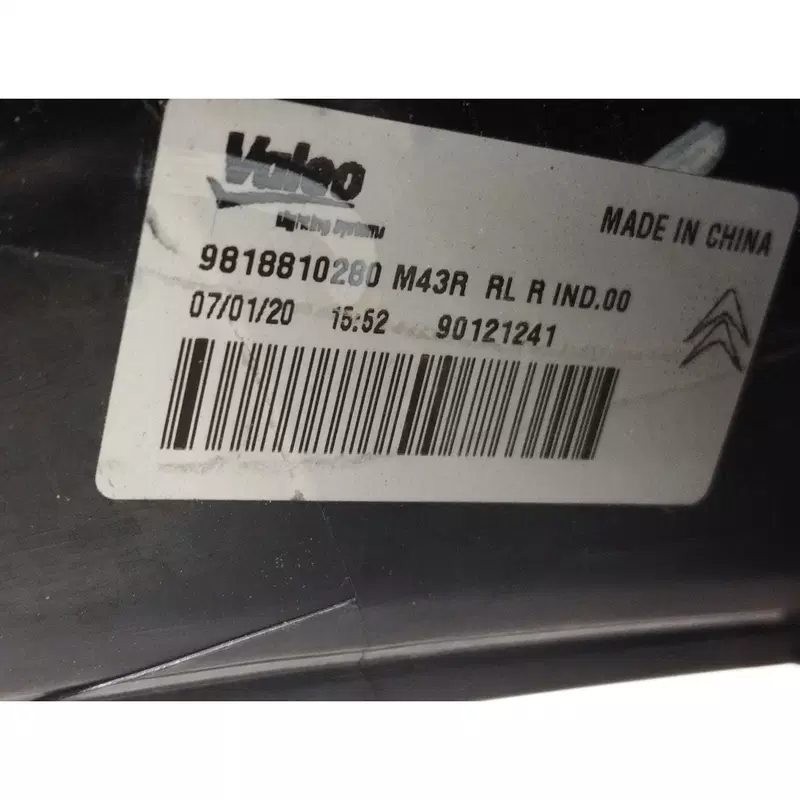 Valeo
Lighting Systems
MADE IN CHINA
9818810280 M43R RL R IND.00
07/01/20 15:52 90121241